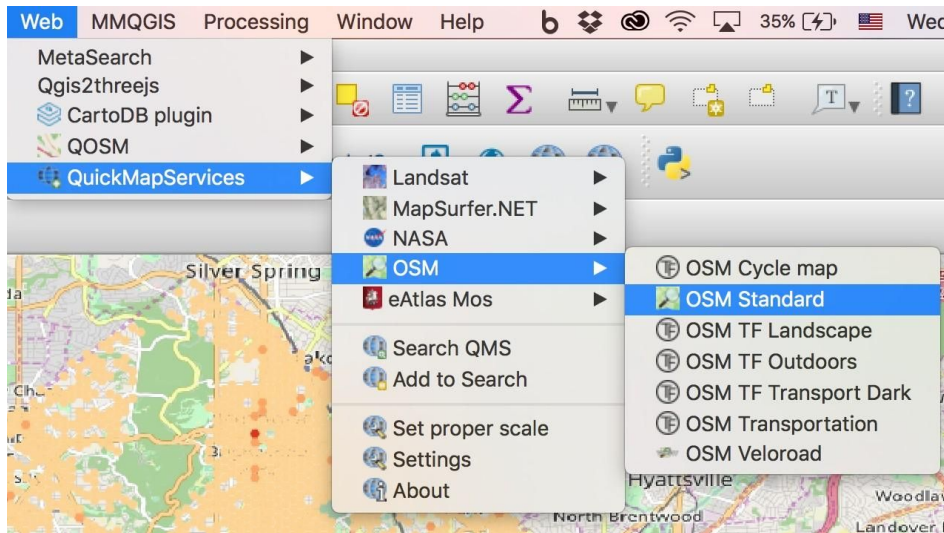 Web MMQGIS Processing Window Help 35% Wed
MetaSearch
Qgis2threejs
CartoDB plugin
QOSM
QuickMapServices
Landsat
MapSurfer.NET
NASA
OSM
eAtlas Mos
Search QMS
Add to Search
Set proper scale
Settings
About
OSM Cycle map
OSM Standard
OSM TF Landscape
OSM TF Outdoors
OSM TF Transport Dark
OSM Transportation
OSM Veloroad
Silver Spring
Hyattsville
North Brentwood